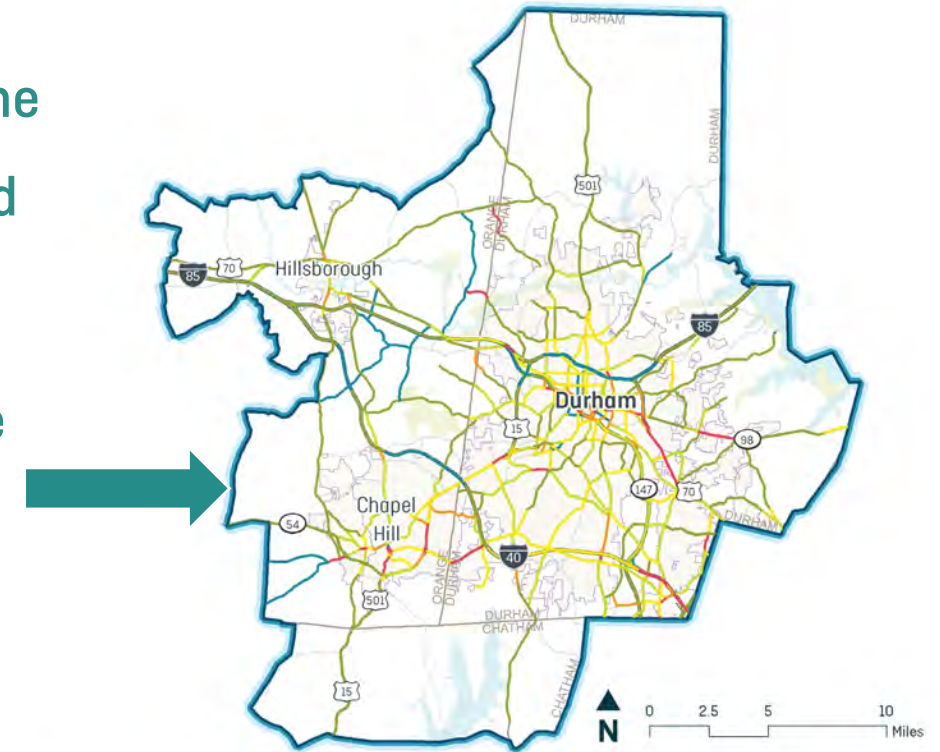 ne
d
e
DURHAM
DURHAM
501
ORANGE
DURHAM
70
Hillsborough
85
85
Durham
15
98
147
70
Chapel
Hill
54
DURHAM
40
ORANGE
DURHAM
501
DURHAM
CHATHAM
CHATHAM
15
N
0 2.5 5 10
Miles